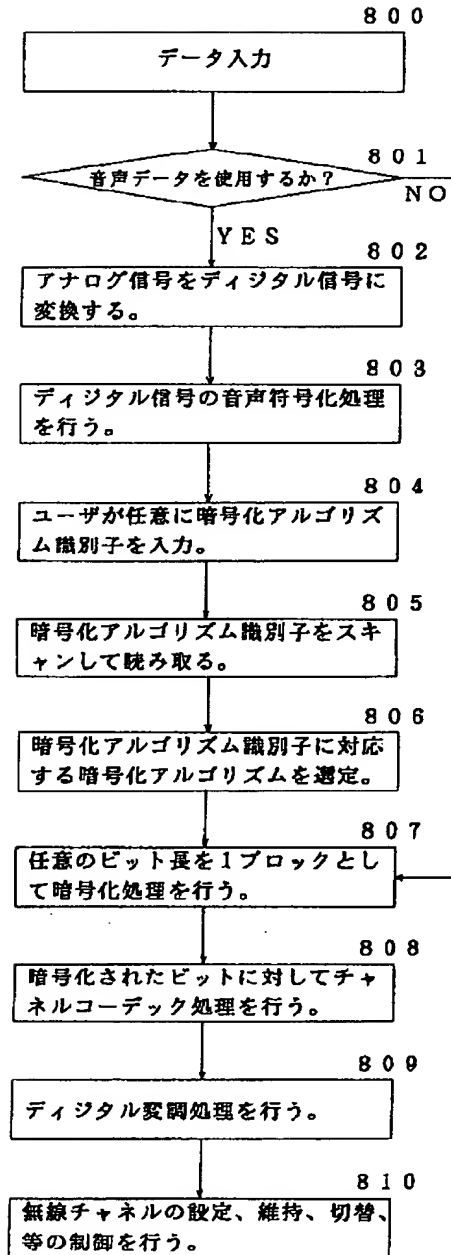 800
データ入力
801
音声データを使用するか？
NO
YES
802
アナログ信号をディジタル信号に
変換する。
803
ディジタル信号の音声符号化処理
を行う。
804
ユーザが任意に暗号化アルゴリズ
ム識別子を入力。
805
暗号化アルゴリズム識別子をスキ
ャンして読み取る。
806
暗号化アルゴリズム識別子に対応
する暗号化アルゴリズムを選定。
807
任意のビット長を1ブロックとし
て暗号化処理を行う。
808
暗号化されたビットに対してチャ
ネルコーデック処理を行う。
809
ディジタル変調処理を行う。
810
無線チャネルの設定、維持、切替、
等の制御を行う。